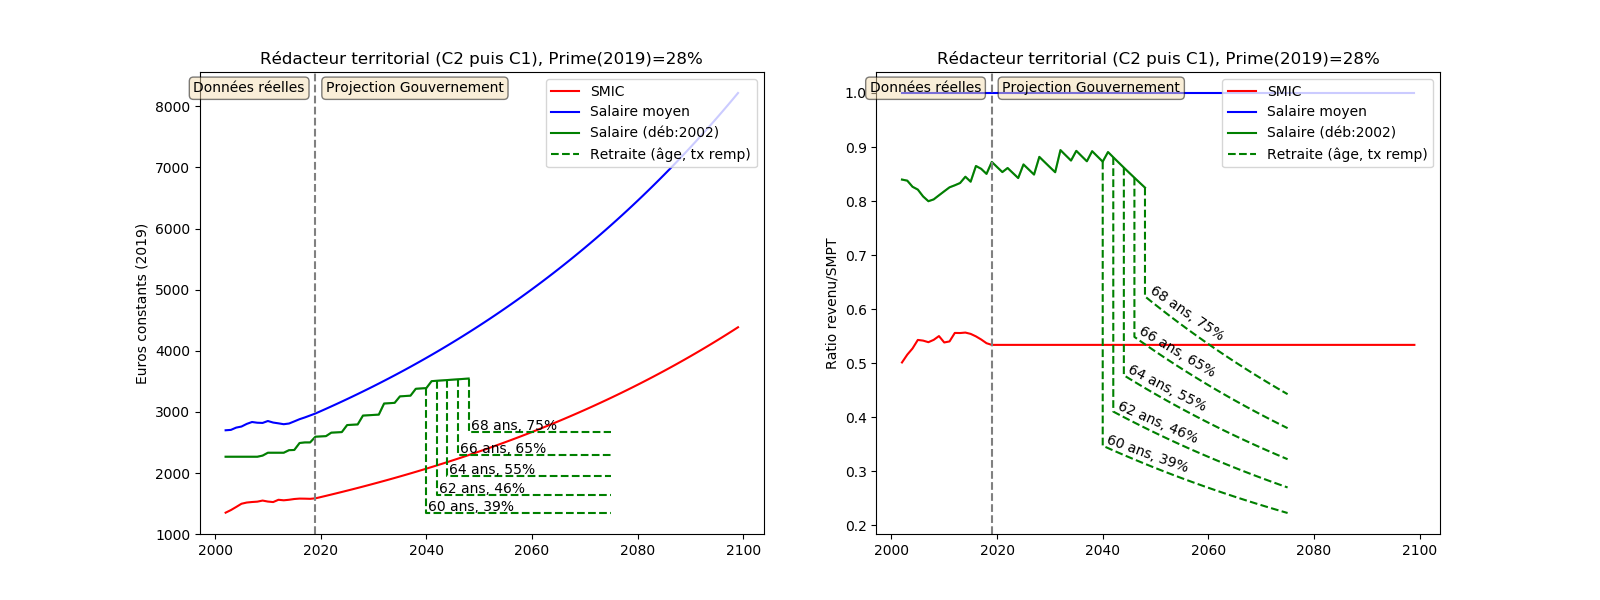 Rédacteur territorial (C2 puis C1), Prime(2019)=28%
Données réelles
Projection Gouvernement
SMIC
Salaire moyen
Salaire (déb:2002)
Retraite (âge, tx remp)
Euros constants (2019)
8000
7000
6000
5000
4000
3000
2000
1000
68 ans, 75%
66 ans, 65%
64 ans, 55%
62 ans, 46%
60 ans, 39%
2000 2020 2040 2060 2080 2100
Rédacteur territorial (C2 puis C1), Prime(2019)=28%
Données réelles
Projection Gouvernement
SMIC
Salaire moyen
Salaire (déb:2002)
Retraite (âge, tx remp)
Ratio revenu/SMPT
1.0
0.9
0.8
0.7
0.6
0.5
0.4
0.3
0.2
68 ans, 75%
66 ans, 65%
64 ans, 55%
62 ans, 46%
60 ans, 39%
2000 2020 2040 2060 2080 2100